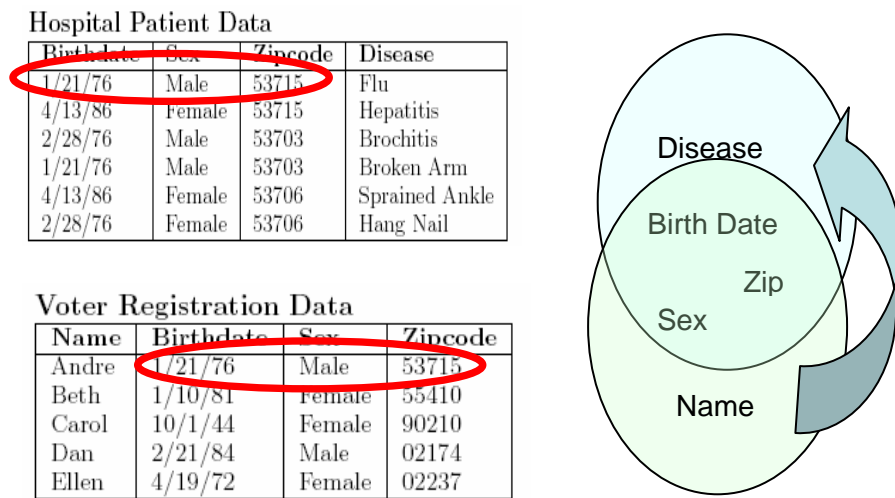 Hospital Patient Data
Birthdate Sex Zipcode Disease
1/21/76 Male 53715 Flu
4/13/86 Female 53715 Hepatitis
2/28/76 Male 53703 Brochitis
1/21/76 Male 53703 Broken Arm
4/13/86 Female 53706 Sprained Ankle
2/28/76 Female 53706 Hang Nail
Voter Registration Data
Name Birthdate Sex Zipcode
Andre 1/21/76 Male 53715
Beth 1/10/81 Female 55410
Carol 10/1/44 Female 90210
Dan 2/21/84 Male 02174
Ellen 4/19/72 Female 02237
Disease
Birth Date
Zip
Sex
Name